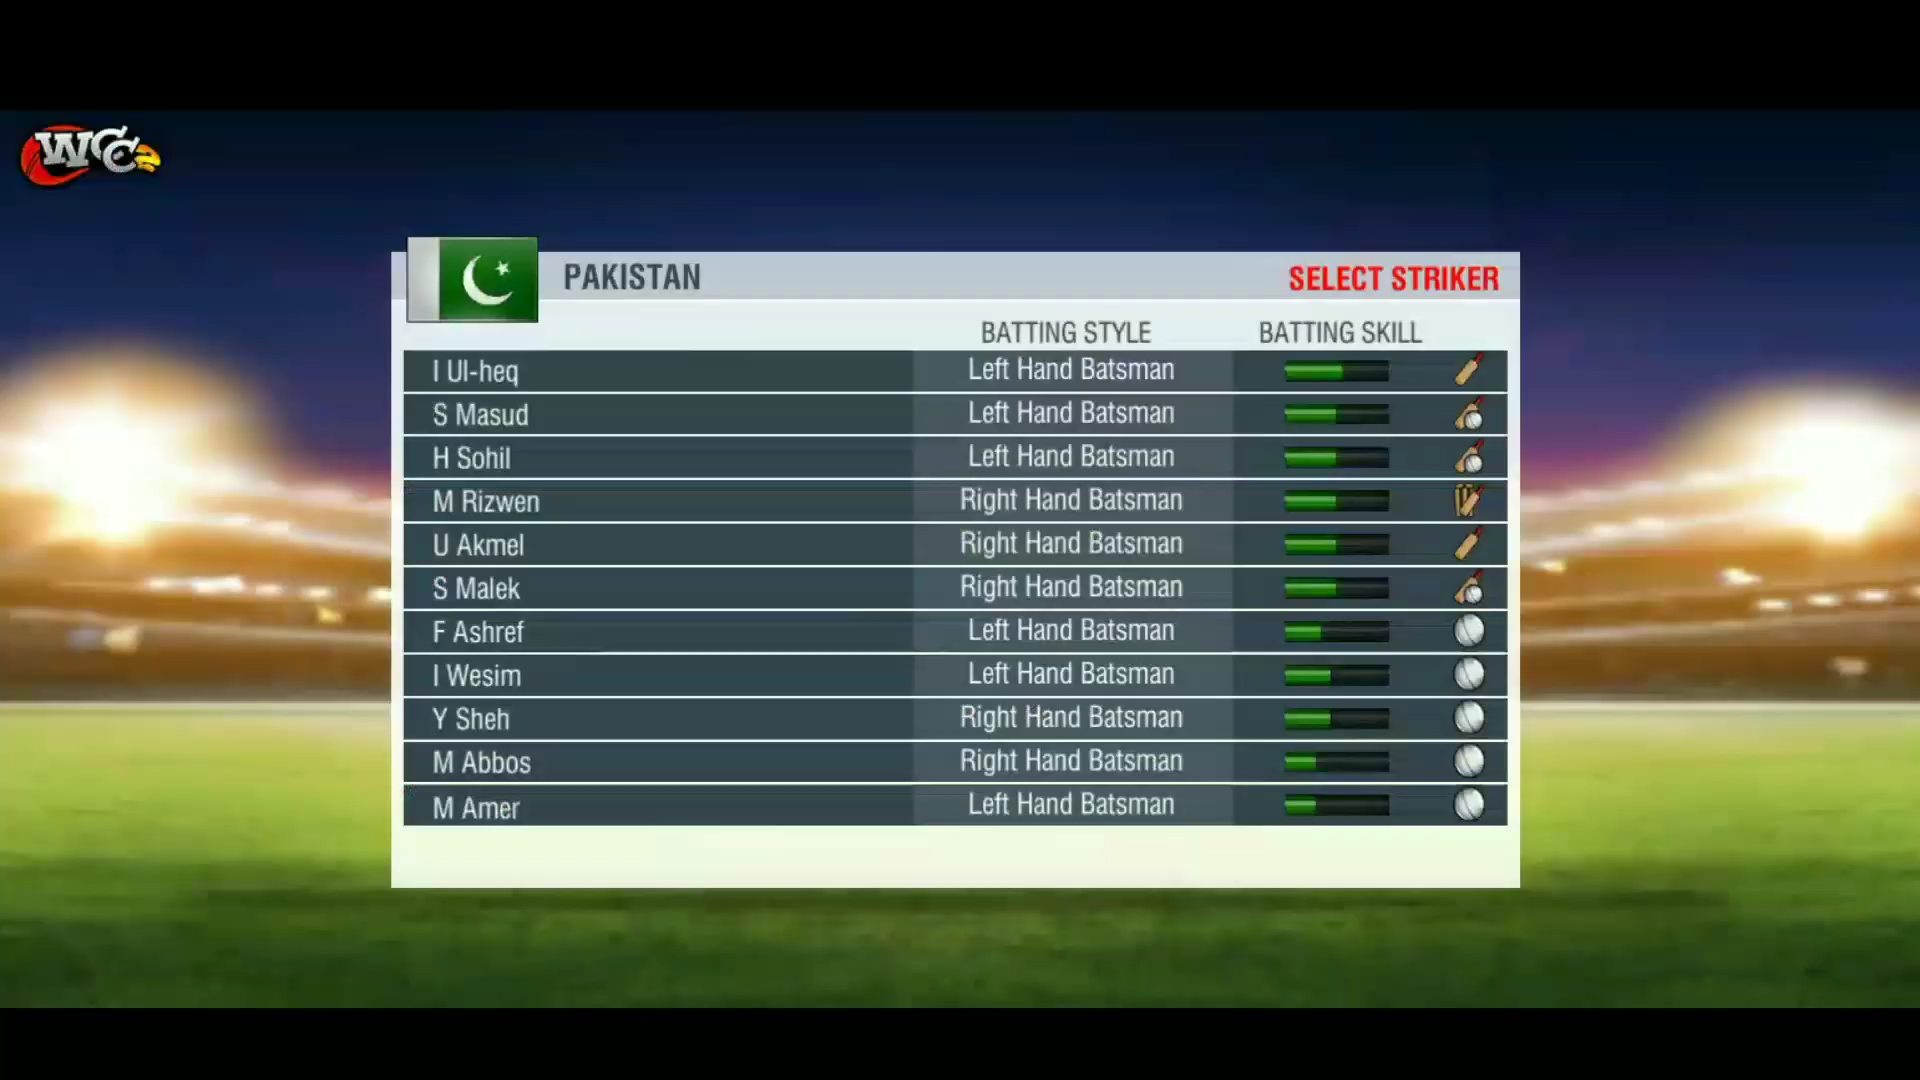 WCC2
PAKISTAN SELECT STRIKER
BATTING STYLE BATTING SKILL
I Ul-heq Left Hand Batsman
S Masud Left Hand Batsman
H Sohil Left Hand Batsman
M Rizwen Right Hand Batsman
U Akmel Right Hand Batsman
S Malek Right Hand Batsman
F Ashref Left Hand Batsman
I Wesim Left Hand Batsman
Y Sheh Right Hand Batsman
M Abbos Right Hand Batsman
M Amer Left Hand Batsman